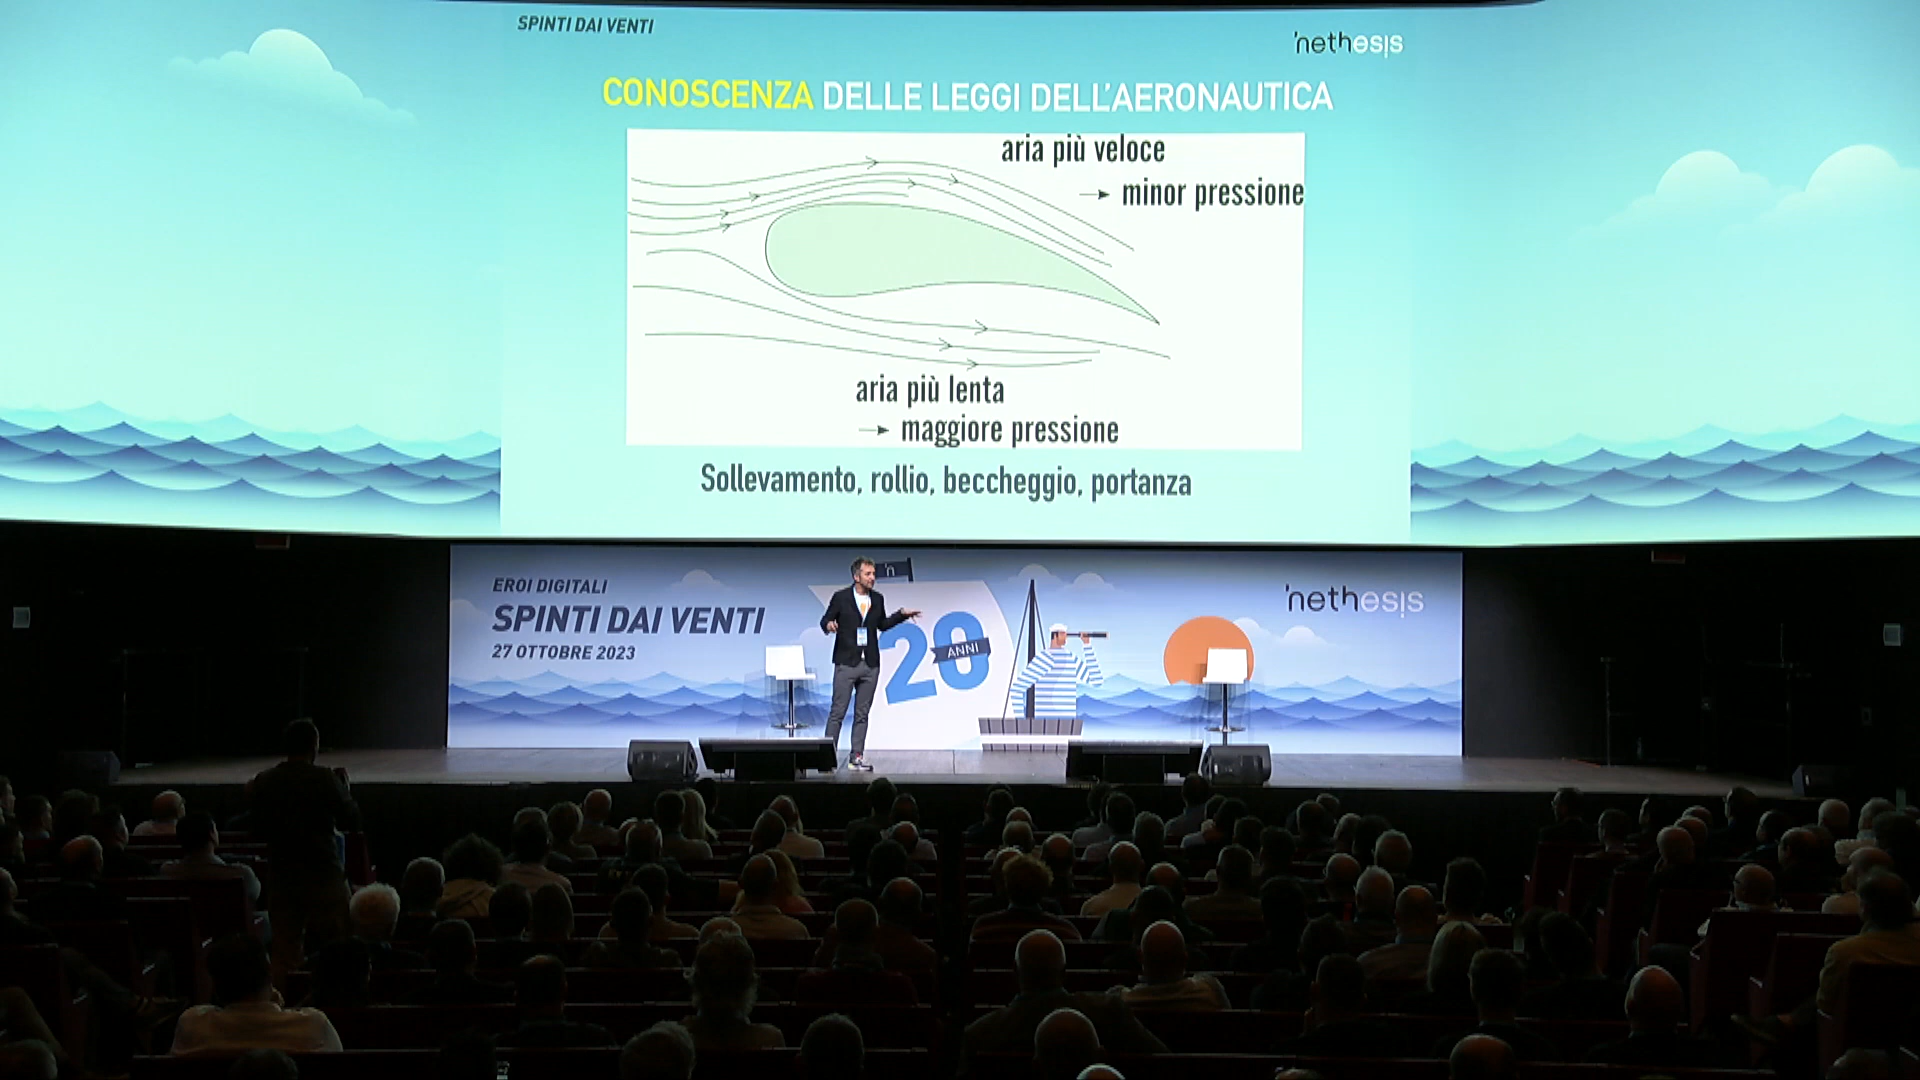 SPINTI DAI VENTI
nethesis
CONOSCENZA DELLE LEGGI DELL'AERONAUTICA
aria più veloce
→ minor pressione
aria più lenta
→ maggiore pressione
Sollevamento, rollio, beccheggio, portanza
EROI DIGITALI
SPINTI DAI VENTI
27 OTTOBRE 2023
'n
20
ANNI
nethesis